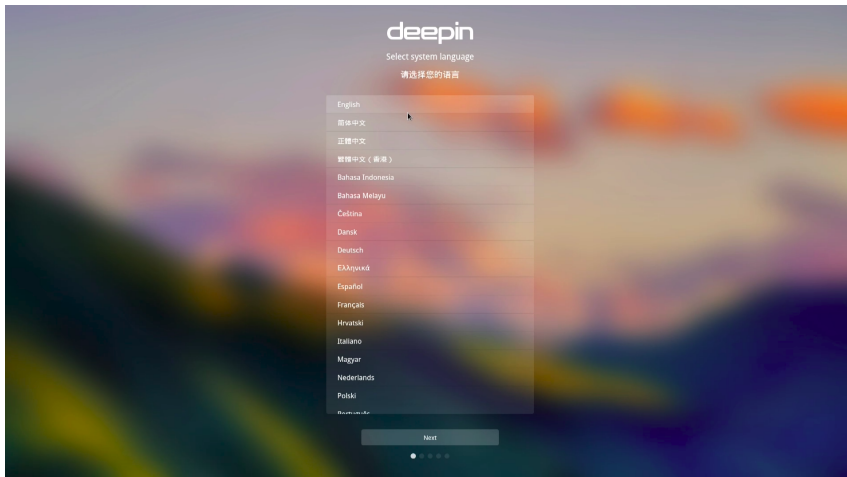 deepin
Select system language
请选择您的语言
English
简体中文
正體中文
繁體中文（香港）
Bahasa Indonesia
Bahasa Melayu
Čeština
Dansk
Deutsch
Ελληνικά
Español
Français
Hrvatski
Italiano
Magyar
Nederlands
Polski
Português
Next